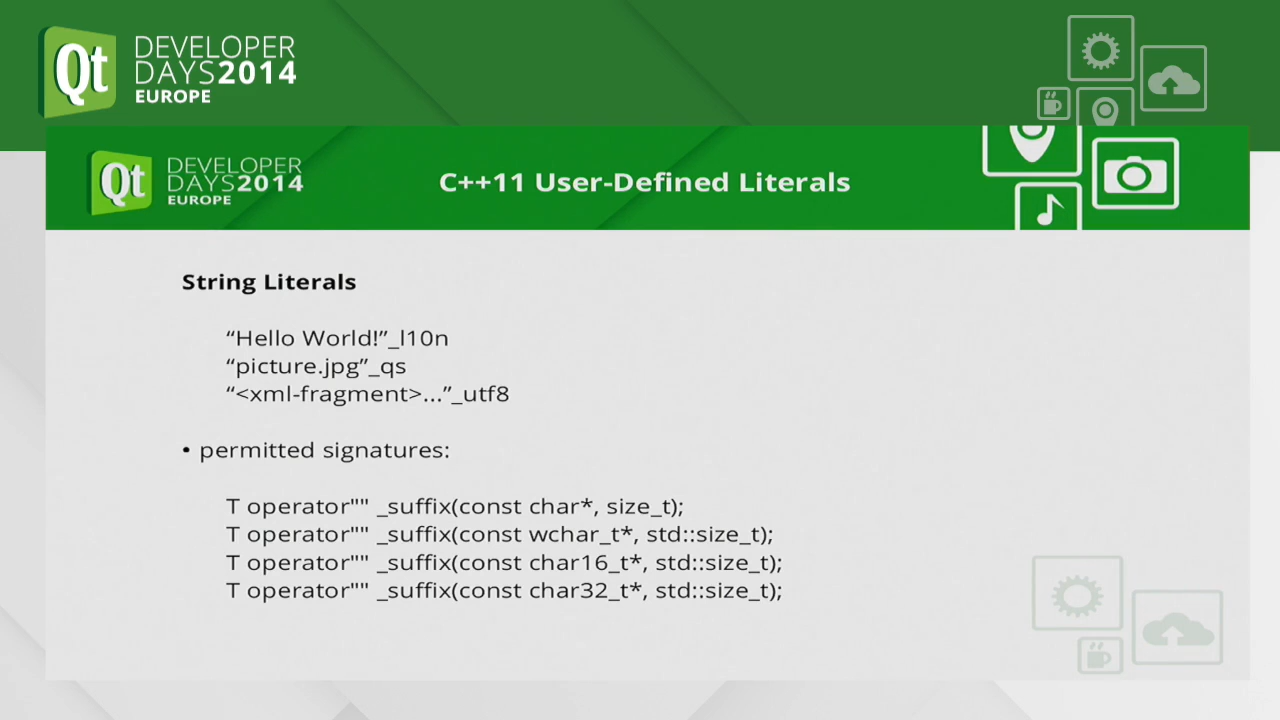 Qt DEVELOPER
DAYS2014
EUROPE
Qt DEVELOPER
DAYS2014
EUROPE
C++11 User-Defined Literals
String Literals
“Hello World!”_l10n
“picture.jpg”_qs
“<xml-fragment>...”_utf8
• permitted signatures:
T operator"" _suffix(const char*, size_t);
T operator"" _suffix(const wchar_t*, std::size_t);
T operator"" _suffix(const char16_t*, std::size_t);
T operator"" _suffix(const char32_t*, std::size_t);